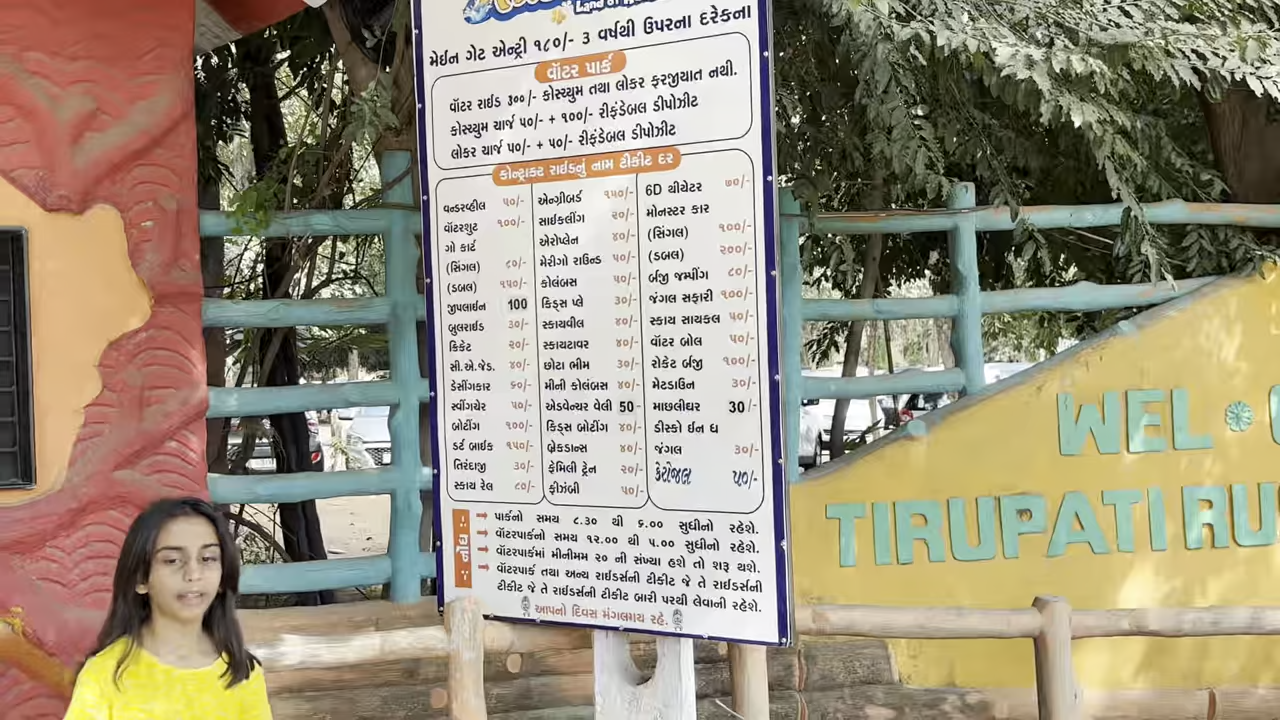 Land of
મેઈન ગેટ એન્ટ્રી ૧૮૦/- ૩ વર્ષથી ઉપરના દરેકના
વૉટર પાર્ક
વૉટર રાઈડ ૩૦૦/- કોસ્ચ્યુમ તથા લોકર ફરજીયાત નથી.
કોસ્ચ્યુમ ચાર્જ ૫૦/- + ૧૦૦/- રીફંડેબલ ડીપોઝીટ
લોકર ચાર્જ ૫૦/- + ૫૦/- રીફંડેબલ ડીપોઝીટ
કોન્ટ્રાકટ રાઈડનું નામ ટીકીટ દર
વન્ડરવ્હીલ ૫૦/-
વૉટરશુટ ૧૦૦/-
ગો કાર્ટ
(સિંગલ) ૮૦/-
(ડબલ) ૧૫૦/-
જીપલાઈન 100
બુલરાઈડ ૩૦/-
ક્રિકેટ ૨૦/-
સી.એ.જેડ. ૪૦/-
ડેસીંગકાર ૬૦/-
સ્વીંગચેર ૫૦/-
બોટીંગ ૧૦૦/-
ડર્ટ બાઈક ૧૫૦/-
તિરંદાજી ૩૦/-
સ્કાય રેલ ૮૦/-
એન્ગ્રીબર્ડ ૧૫૦/-
સાઈકલીંગ ૨૦/-
એરોપ્લેન ૪૦/-
મેરીગો રાઉન્ડ ૫૦/-
કોલંબસ ૫૦/-
કિડ્સ પ્લે ૩૦/-
સ્કાયવીલ ૪૦/-
સ્કાયટાવર ૪૦/-
છોટા ભીમ ૩૦/-
મીની કોલંબસ ૪૦/-
એડવેન્ચર વેલી 50-
કિડ્સ બોટીંગ ૪૦/-
બ્રેકડાન્સ ૪૦/-
ફેમિલી ટ્રેન ૨૦/-
ફીઝંબી ૫૦/-
6D થીયેટર ૭૦/-
મોનસ્ટર કાર
(સિંગલ) ૧૦૦/-
(ડબલ) ૨૦૦/-
બંજી જમ્પીંગ ૮૦/-
જંગલ સફારી ૧૦૦/-
સ્કાય સાયકલ ૫૦/-
વૉટર બોલ ૫૦/-
રોકેટ બંજી ૧૦૦/-
મેટડાઉન ૩૦/-
માછલીઘર 30/-
ડીસ્કો ઈન ધ
જંગલ ૩૦/-
કેરોજલ ૫૦/-
નોંધ :-
પાર્કનો સમય ૮.૩૦ થી ૬.૦૦ સુધીનો રહેશે.
વૉટરપાર્કનો સમય ૧૨.૦૦ થી ૫.૦૦ સુધીનો રહેશે.
વૉટરપાર્કમાં મીનીમમ ૨૦ ની સંખ્યા હશે તો શરૂ થશે.
વૉટરપાર્ક તથા અન્ય રાઈડર્સની ટીકીટ જે તે રાઈડર્સની
ટીકીટ જે તે રાઈડર્સની ટીકીટ બારી પરથી લેવાની રહેશે.
આપનો દિવસ મંગલમય રહે.
WEL
TIRUPATI RU